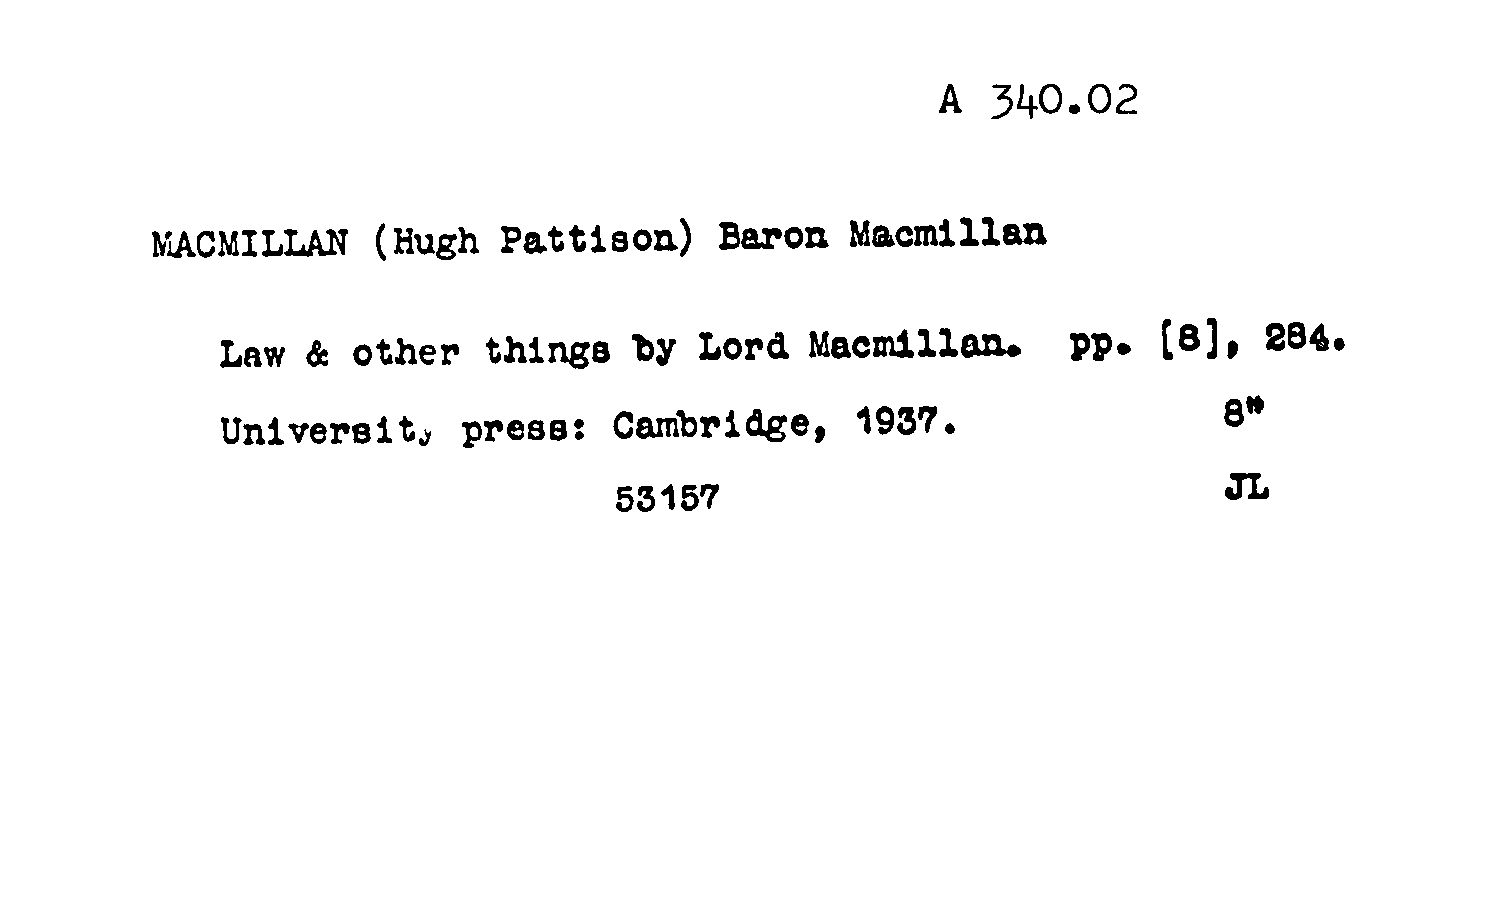 A 340.02
MACMILLAN (Hugh Pattison) Baron Macmillan
Law & other things by Lord Macmillan. pp. [8], 284.
University press: Cambridge, 1937. 8"
53157 JL